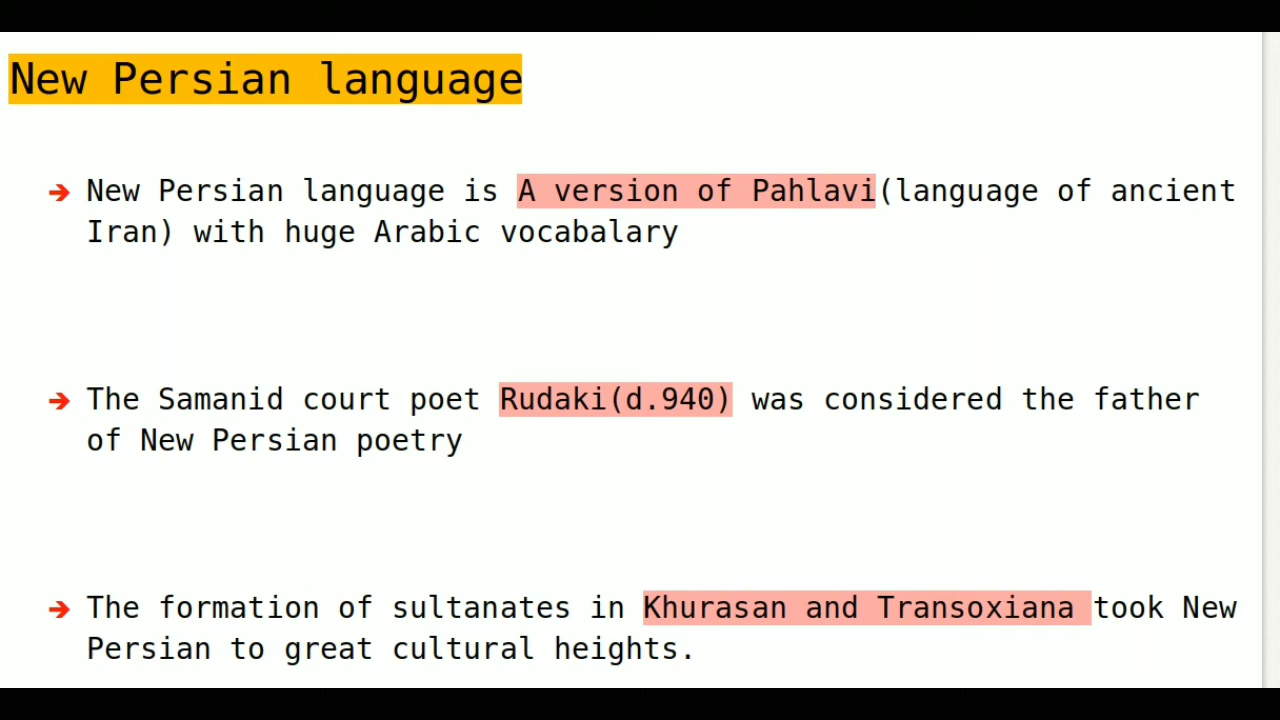 New Persian language
➔ New Persian language is A version of Pahlavi(language of ancient
Iran) with huge Arabic vocabalary
➔ The Samanid court poet Rudaki(d.940) was considered the father
of New Persian poetry
➔ The formation of sultanates in Khurasan and Transoxiana took New
Persian to great cultural heights.